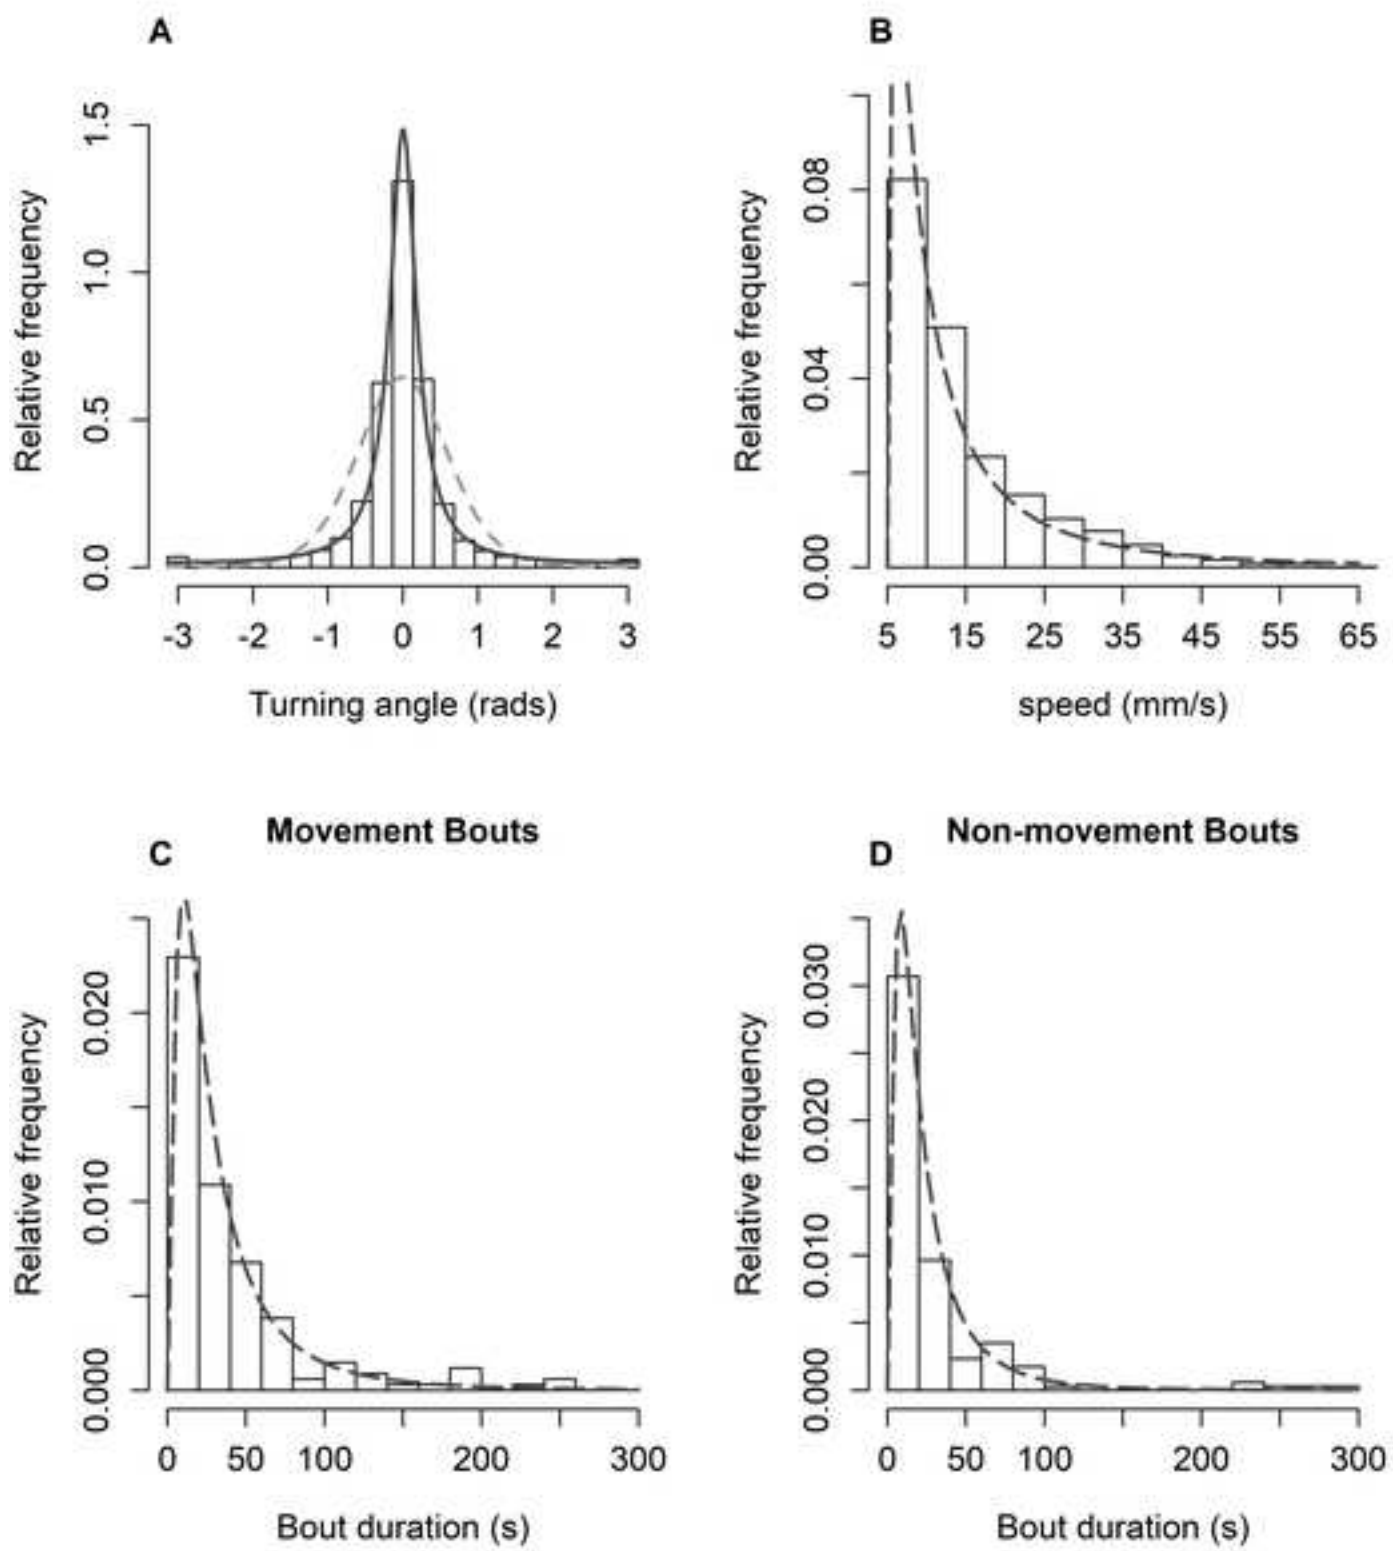 A
Relative frequency
0.0 0.5 1.0 1.5
-3 -2 -1 0 1 2 3
Turning angle (rads)
B
Relative frequency
0.00 0.04 0.08
5 15 25 35 45 55 65
speed (mm/s)
Movement Bouts
C
Relative frequency
0.000 0.010 0.020
0 50 100 200 300
Bout duration (s)
Non-movement Bouts
D
Relative frequency
0.000 0.010 0.020 0.030
0 50 100 200 300
Bout duration (s)